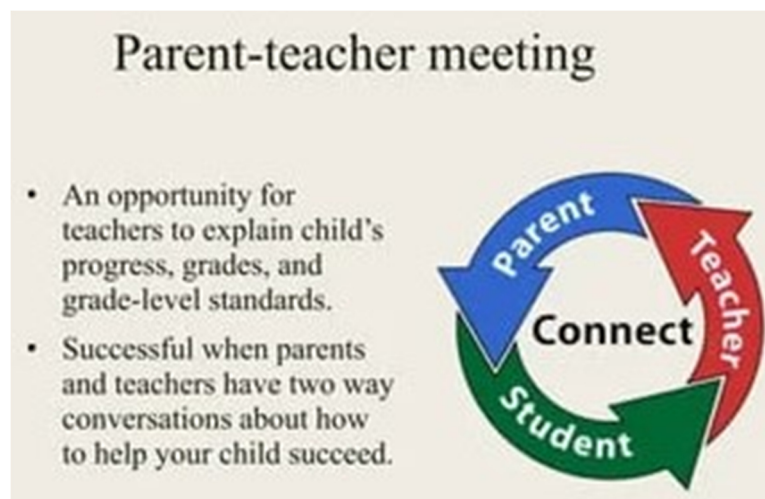 Parent-teacher meeting
• An opportunity for
teachers to explain child's
progress, grades, and
grade-level standards.
• Successful when parents
and teachers have two way
conversations about how
to help your child succeed.
Parent
Teacher
Connect
Student